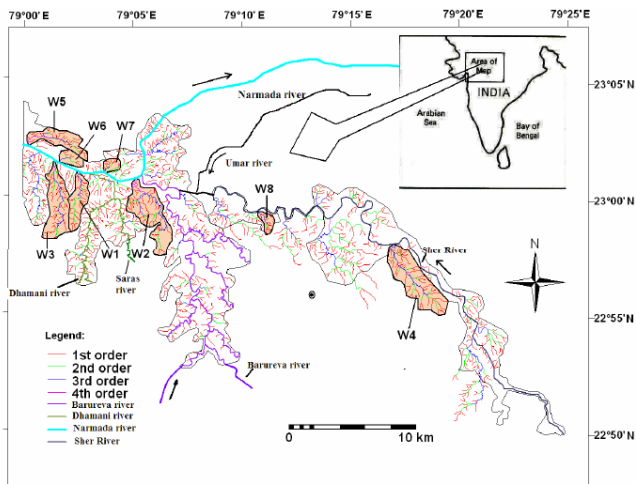 79°00'E 79°05'E 79°10'E 79°15'E 79°20'E 79°25'E
Area of
Map
INDIA
Arabian
Sea
Bay of
Bengal
23°05'N
Narmada river
W5
W6
W7
Umar river
W8
23°00'N
W3
W1
W2
Sher River
N
Saras
river
Dhamani river
W4
22°55'N
Legend:
1st order
2nd order
3rd order
4th order
Barureva river
Dhamani river
Narmada river
Sher River
Barureva river
0 10 km
22°50'N